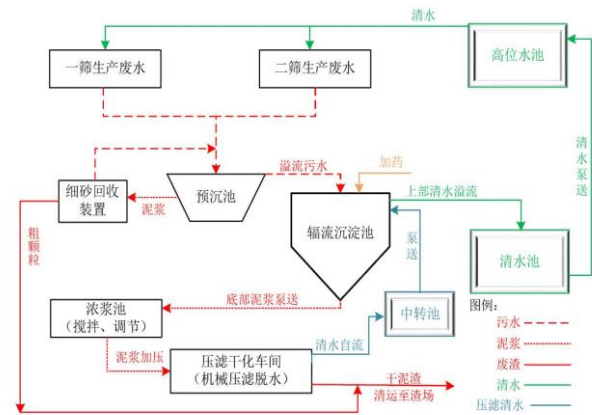 清水
一筛生产废水
二筛生产废水
高位水池
清水泵送
溢流污水
加药
细砂回收
装置
泥浆
预沉池
上部清水溢流
辐流沉淀池
泵送
清水池
粗颗粒
底部泥浆泵送
浓浆池
（搅拌、调节）
中转池
清水自流
泥浆加压
压滤干化车间
（机械压滤脱水）
干泥渣
清运至渣场
图例：
污水
泥浆
废渣
清水
压滤清水